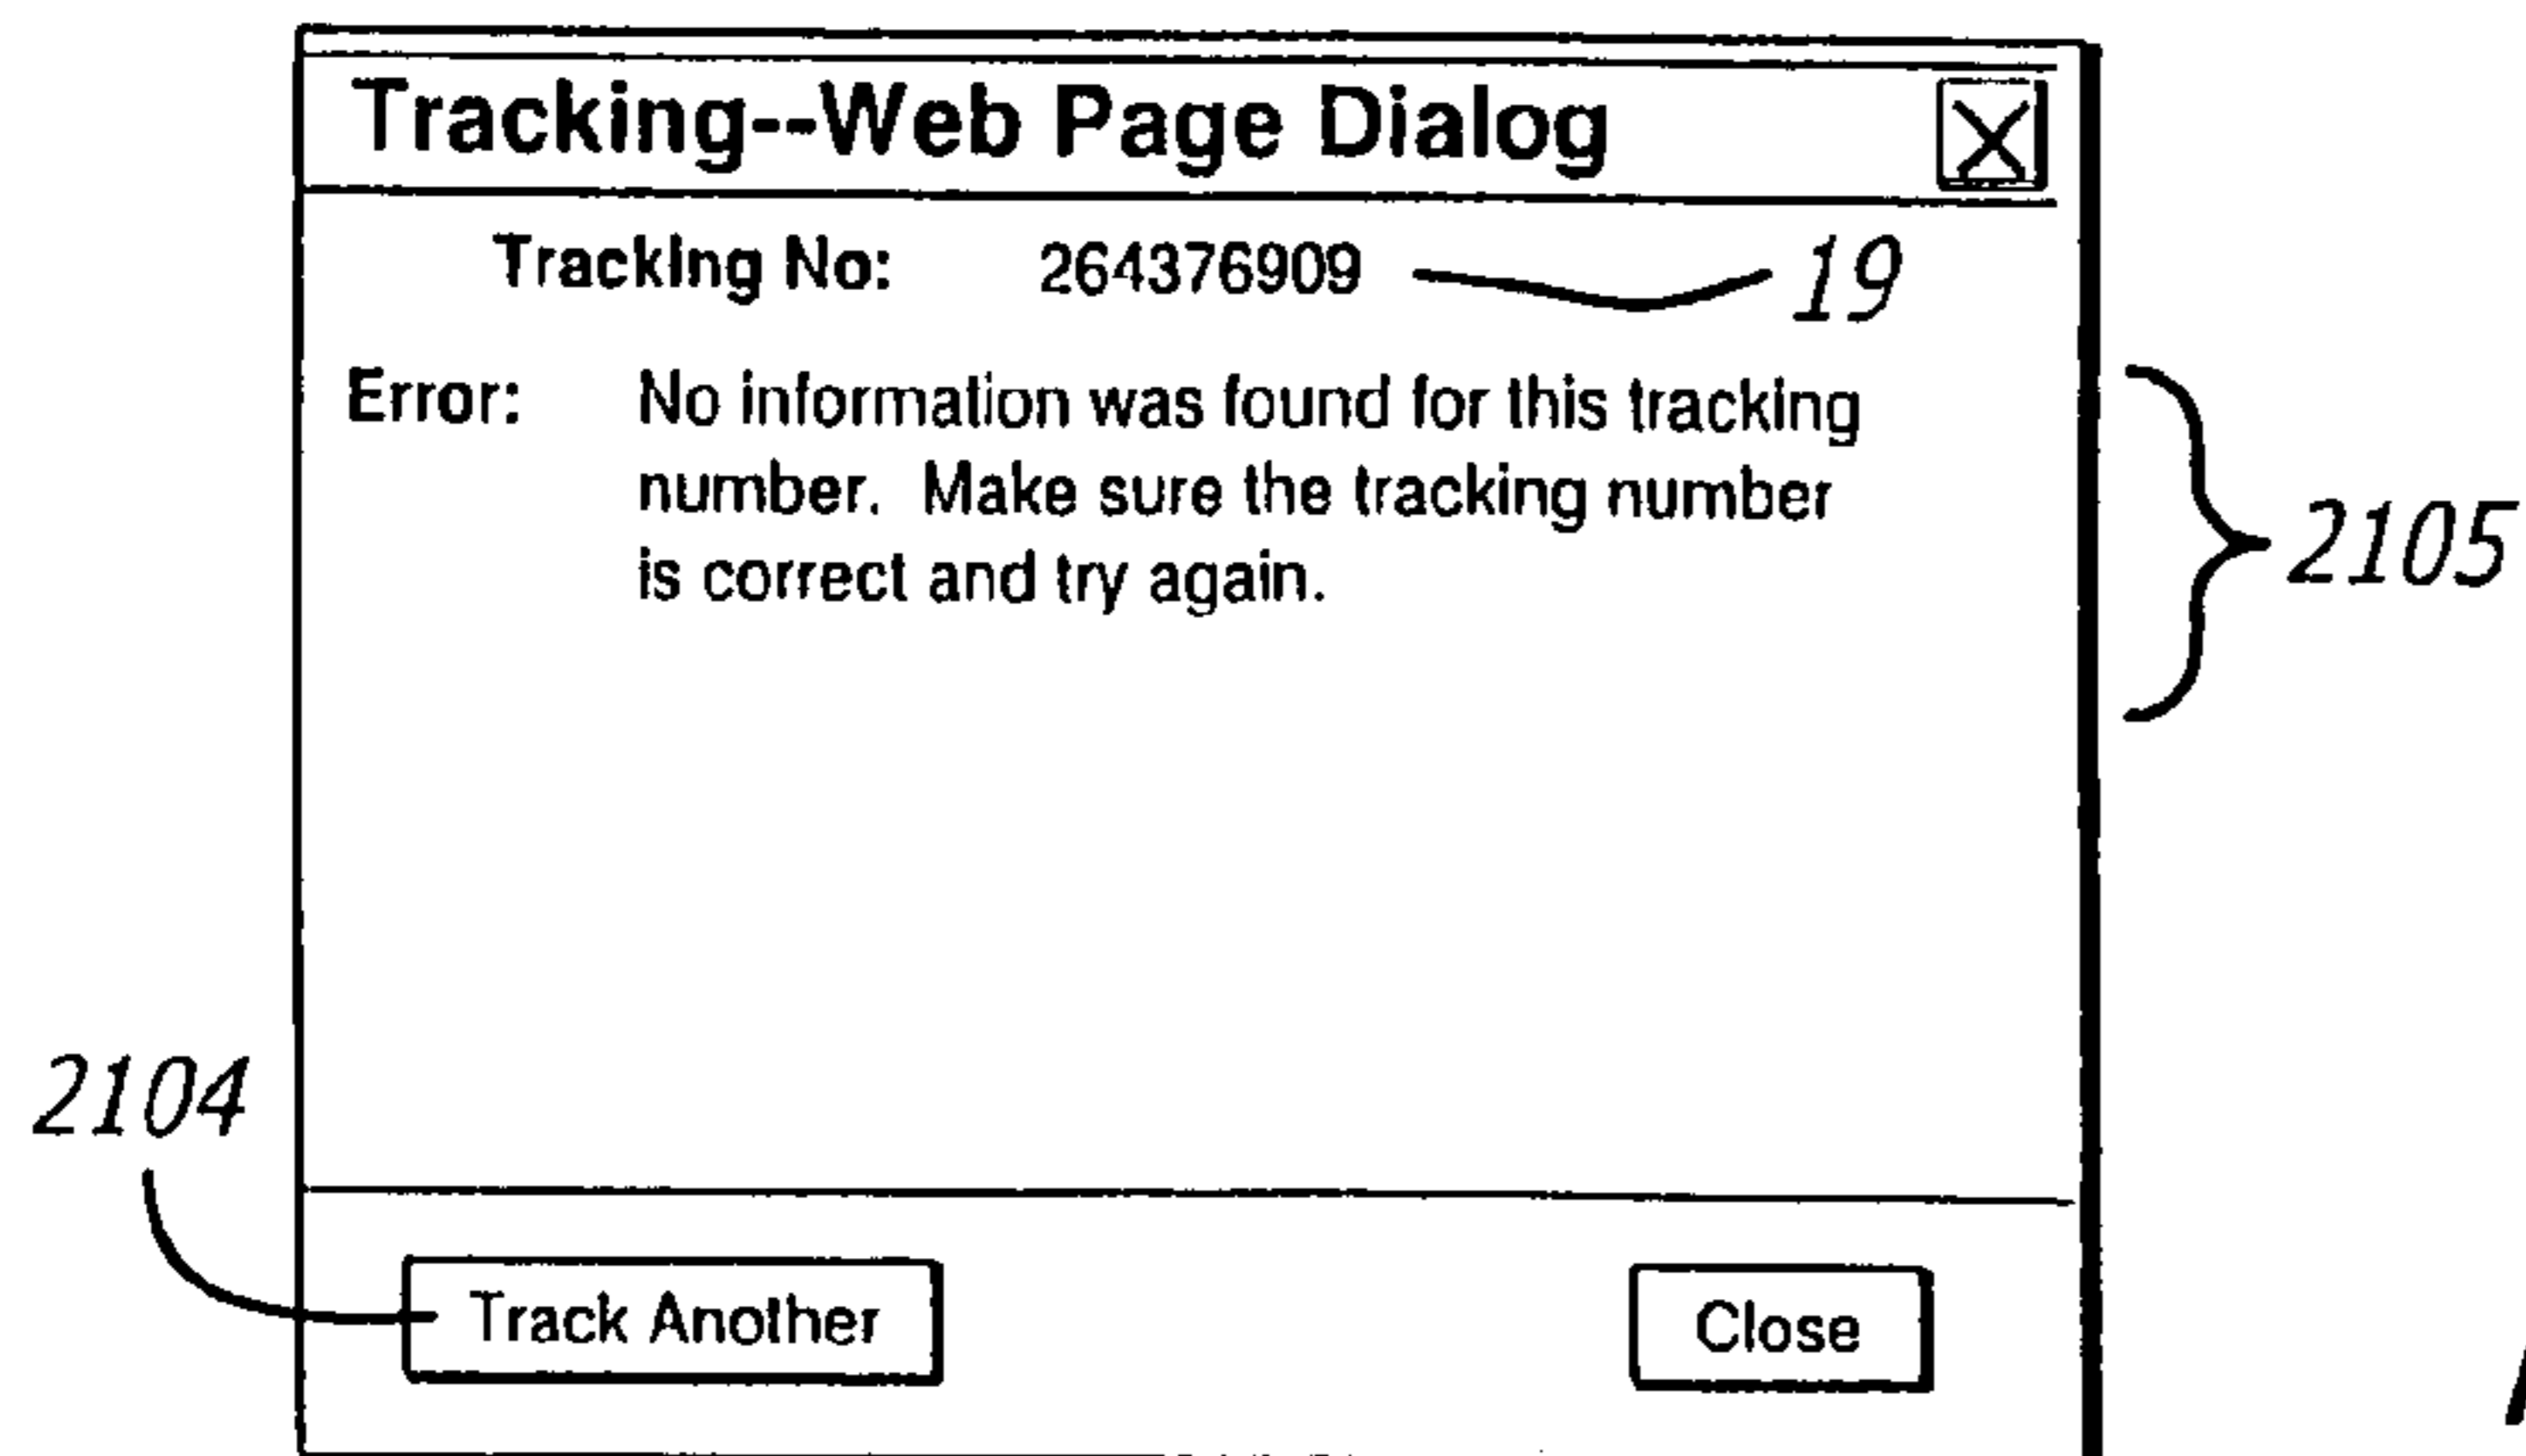 Tracking--Web Page Dialog
Tracking No: 264376909 19
Error: No information was found for this tracking
number. Make sure the tracking number
is correct and try again.
2105
2104
Track Another Close